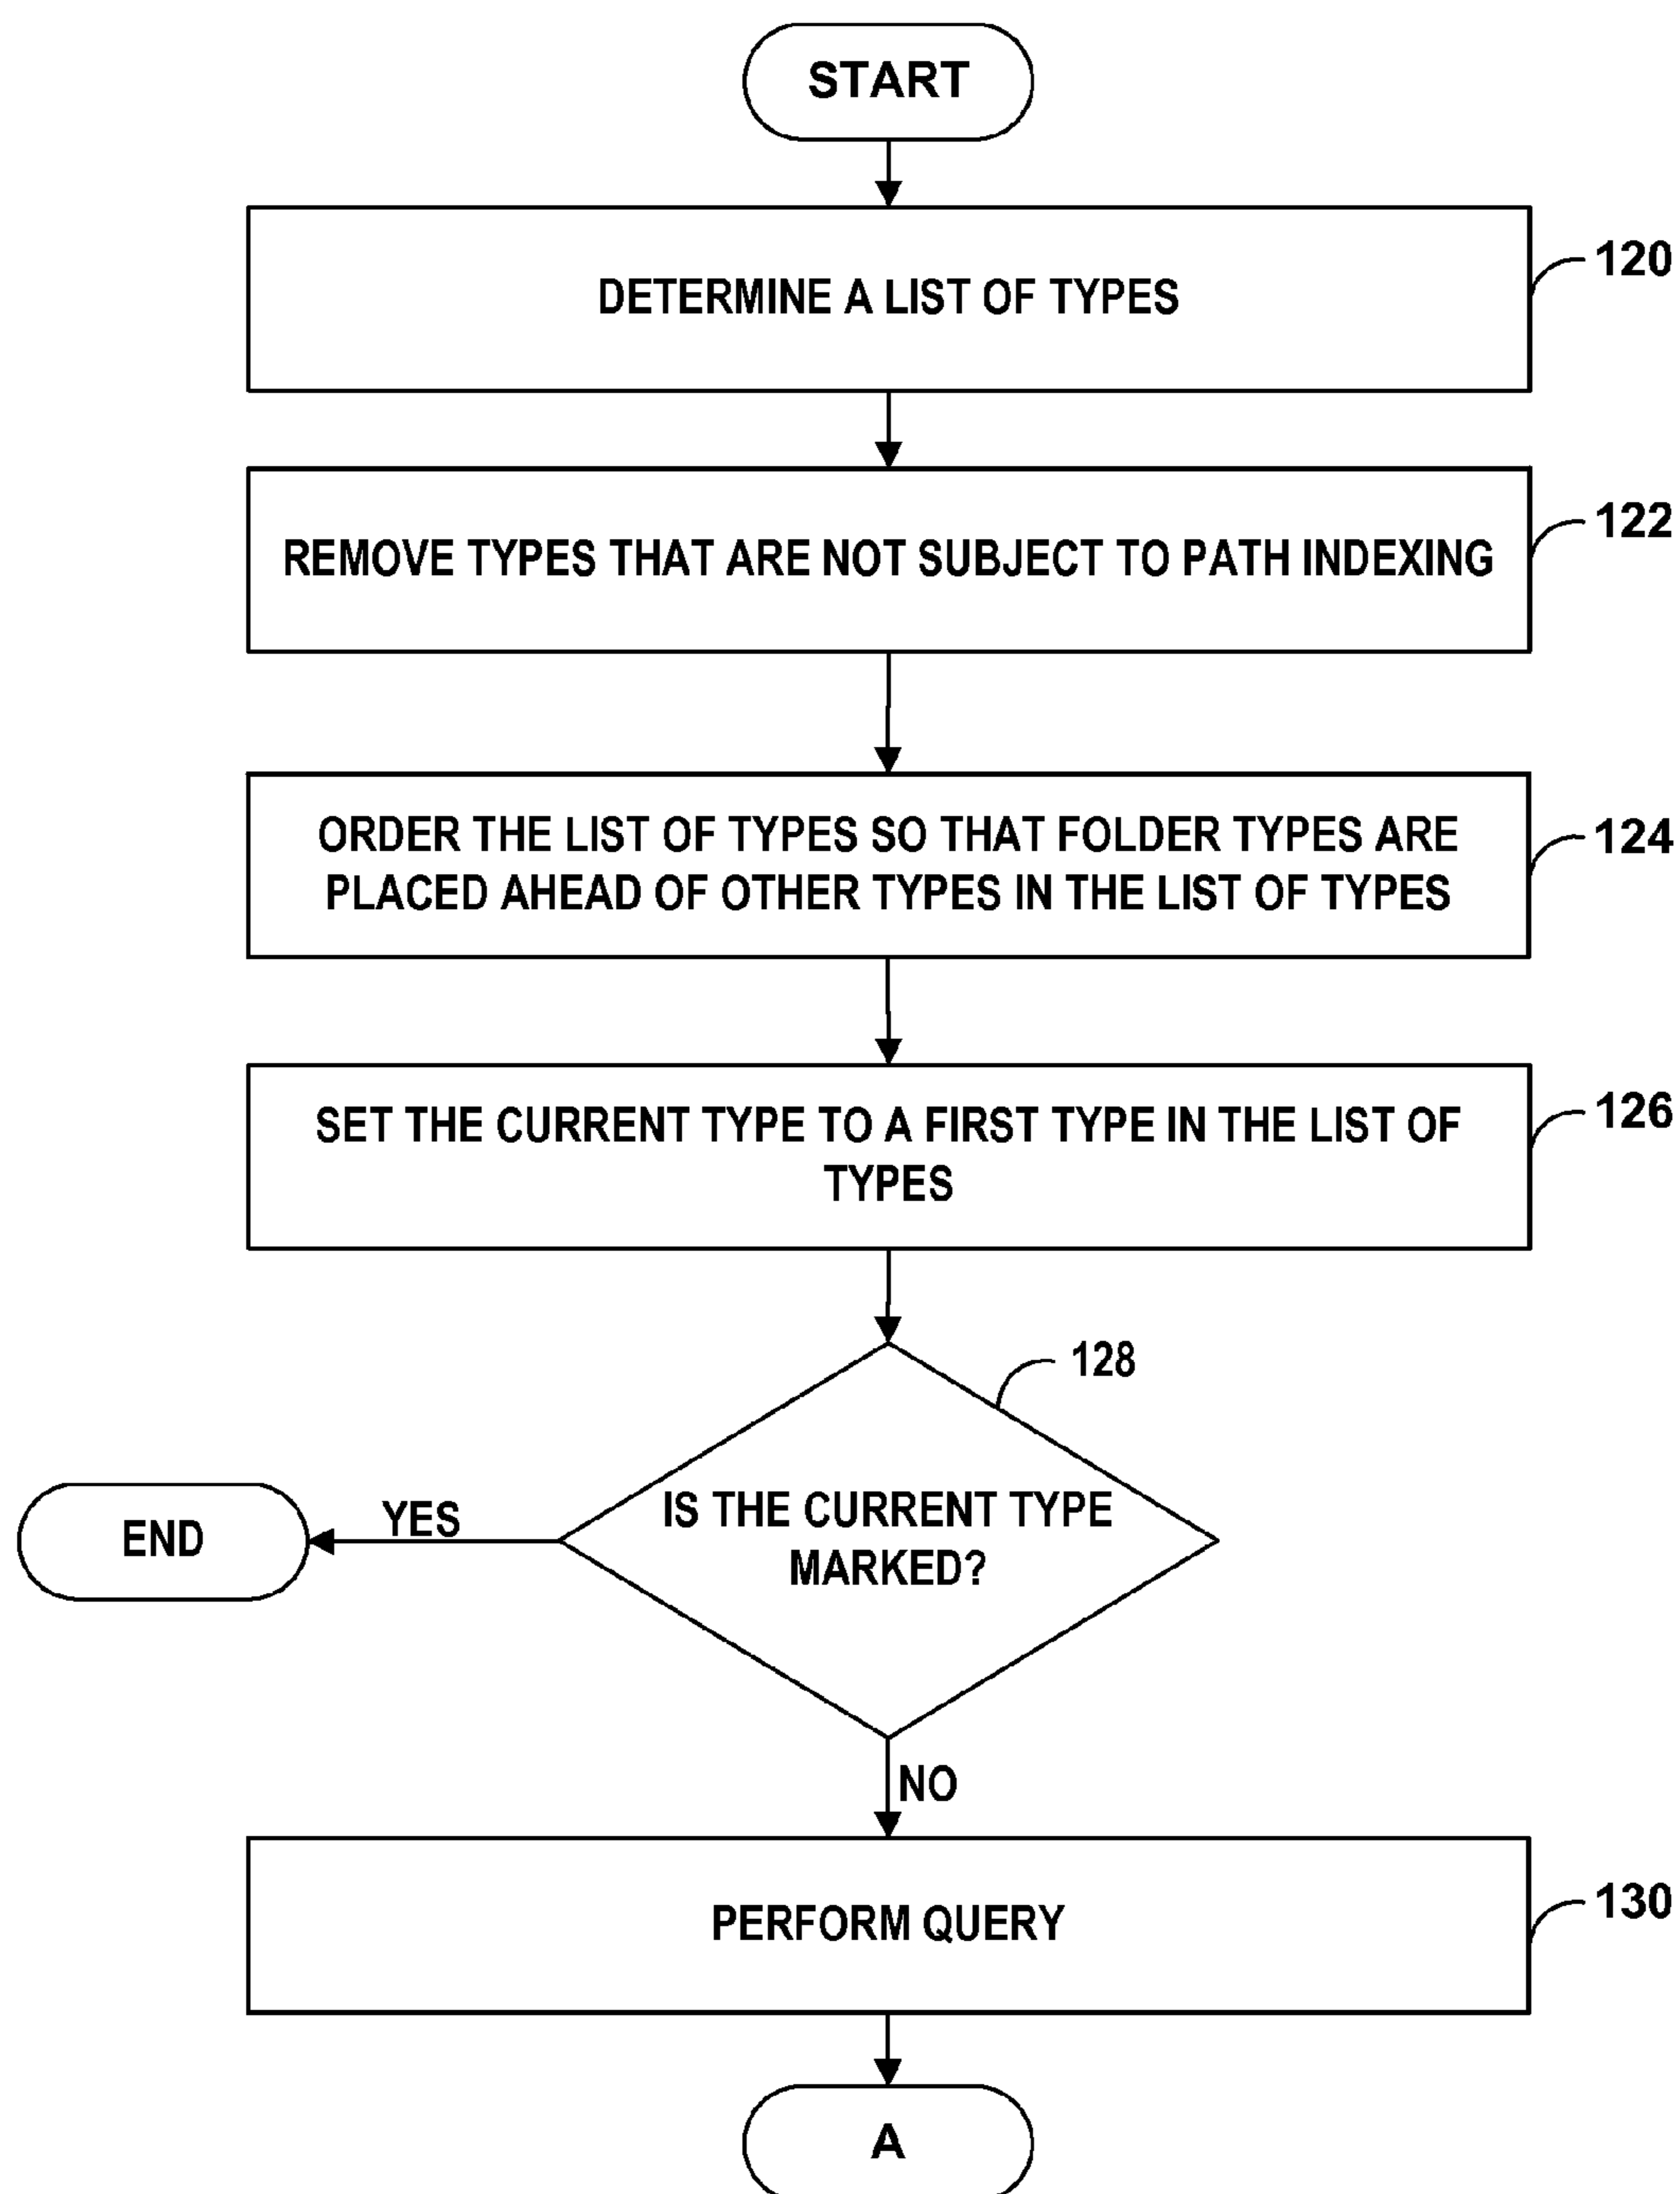 START
DETERMINE A LIST OF TYPES
120
REMOVE TYPES THAT ARE NOT SUBJECT TO PATH INDEXING
122
ORDER THE LIST OF TYPES SO THAT FOLDER TYPES ARE
PLACED AHEAD OF OTHER TYPES IN THE LIST OF TYPES
124
SET THE CURRENT TYPE TO A FIRST TYPE IN THE LIST OF
TYPES
126
128
IS THE CURRENT TYPE
MARKED?
YES
END
NO
PERFORM QUERY
130
A